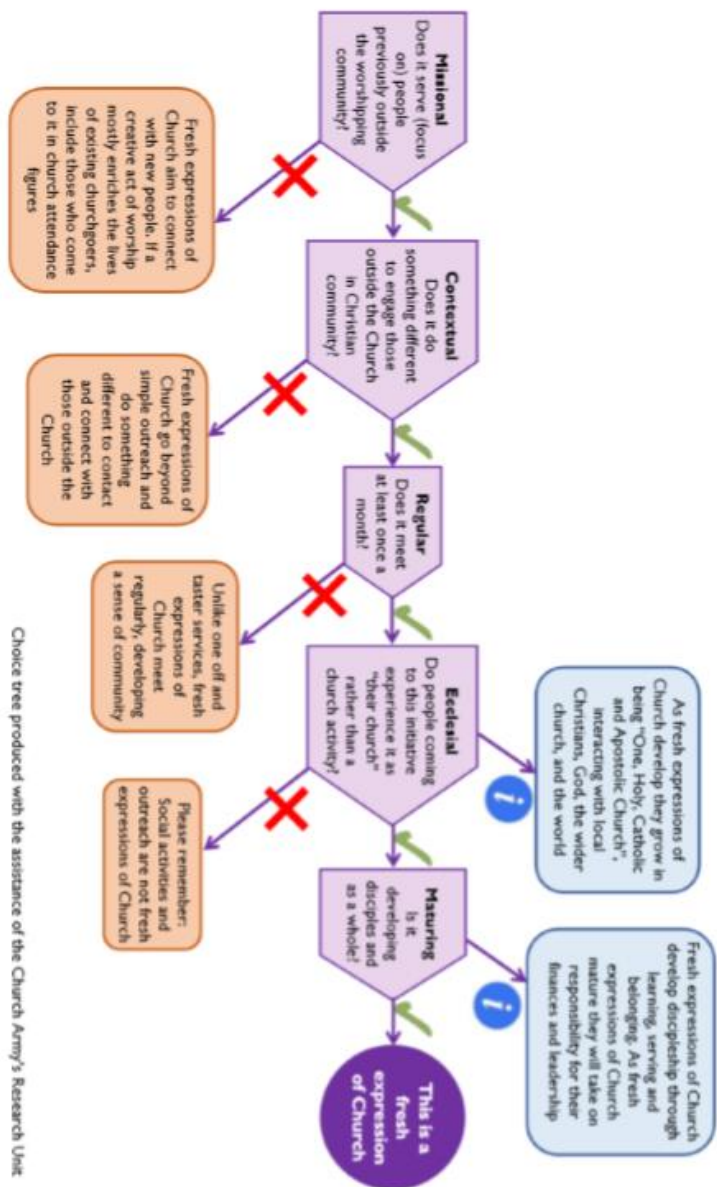 Missional
Does it serve (focus
on) people
previously outside
the worshipping
community?
Fresh expressions of
Church aim to connect
with new people. If a
creative act of worship
mostly enriches the lives
of existing churchgoers,
include those who come
to it in church attendance
figures
Contextual
Does it do
something different
to engage those
outside the Church
in Christian
community?
Fresh expressions of
Church go beyond
simple outreach and
do something
different to contact
and connect with
those outside the
Church
Regular
Does it meet
at least once a
month?
Unlike one off and
taster services, fresh
expressions of
Church meet
regularly, developing
a sense of community
Ecclesial
Do people coming
to this initiative
experience it as
"their church"
rather than a
church activity?
As fresh expressions of
Church develop they grow in
being "One, Holy, Catholic
and Apostolic Church",
interacting with local
Christians, God, the wider
church, and the world
i
Please remember:
Social activities and
outreach are not fresh
expressions of Church
Maturing
Is it
developing
disciples and
as a whole?
Fresh expressions of Church
develop discipleship through
learning, serving and
belonging. As fresh
expressions of Church
mature they will take on
responsibility for their
finances and leadership
i
This is a
fresh
expression
of Church
Choice tree produced with the assistance of the Church Army's Research Unit